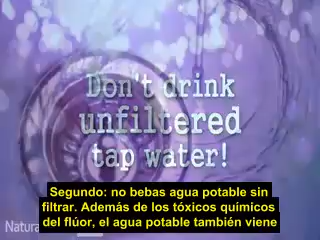 Don't drink
unfiltered
tap water!
Segundo: no bebas agua potable sin
filtrar. Además de los tóxicos químicos
del flúor, el agua potable también viene
Natura